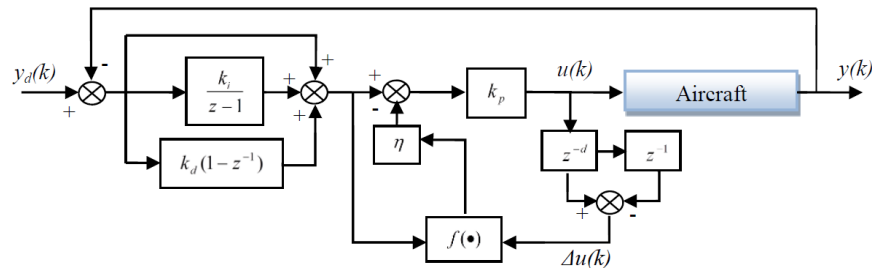 -
+ + u(k) y(k)
y_d(k) k_i / (z − 1) + + k_p Aircraft
+ + -
k_d(1 − z^{-1}) η z^{-d} z^{-1}
+ -
f(•)
Δu(k)